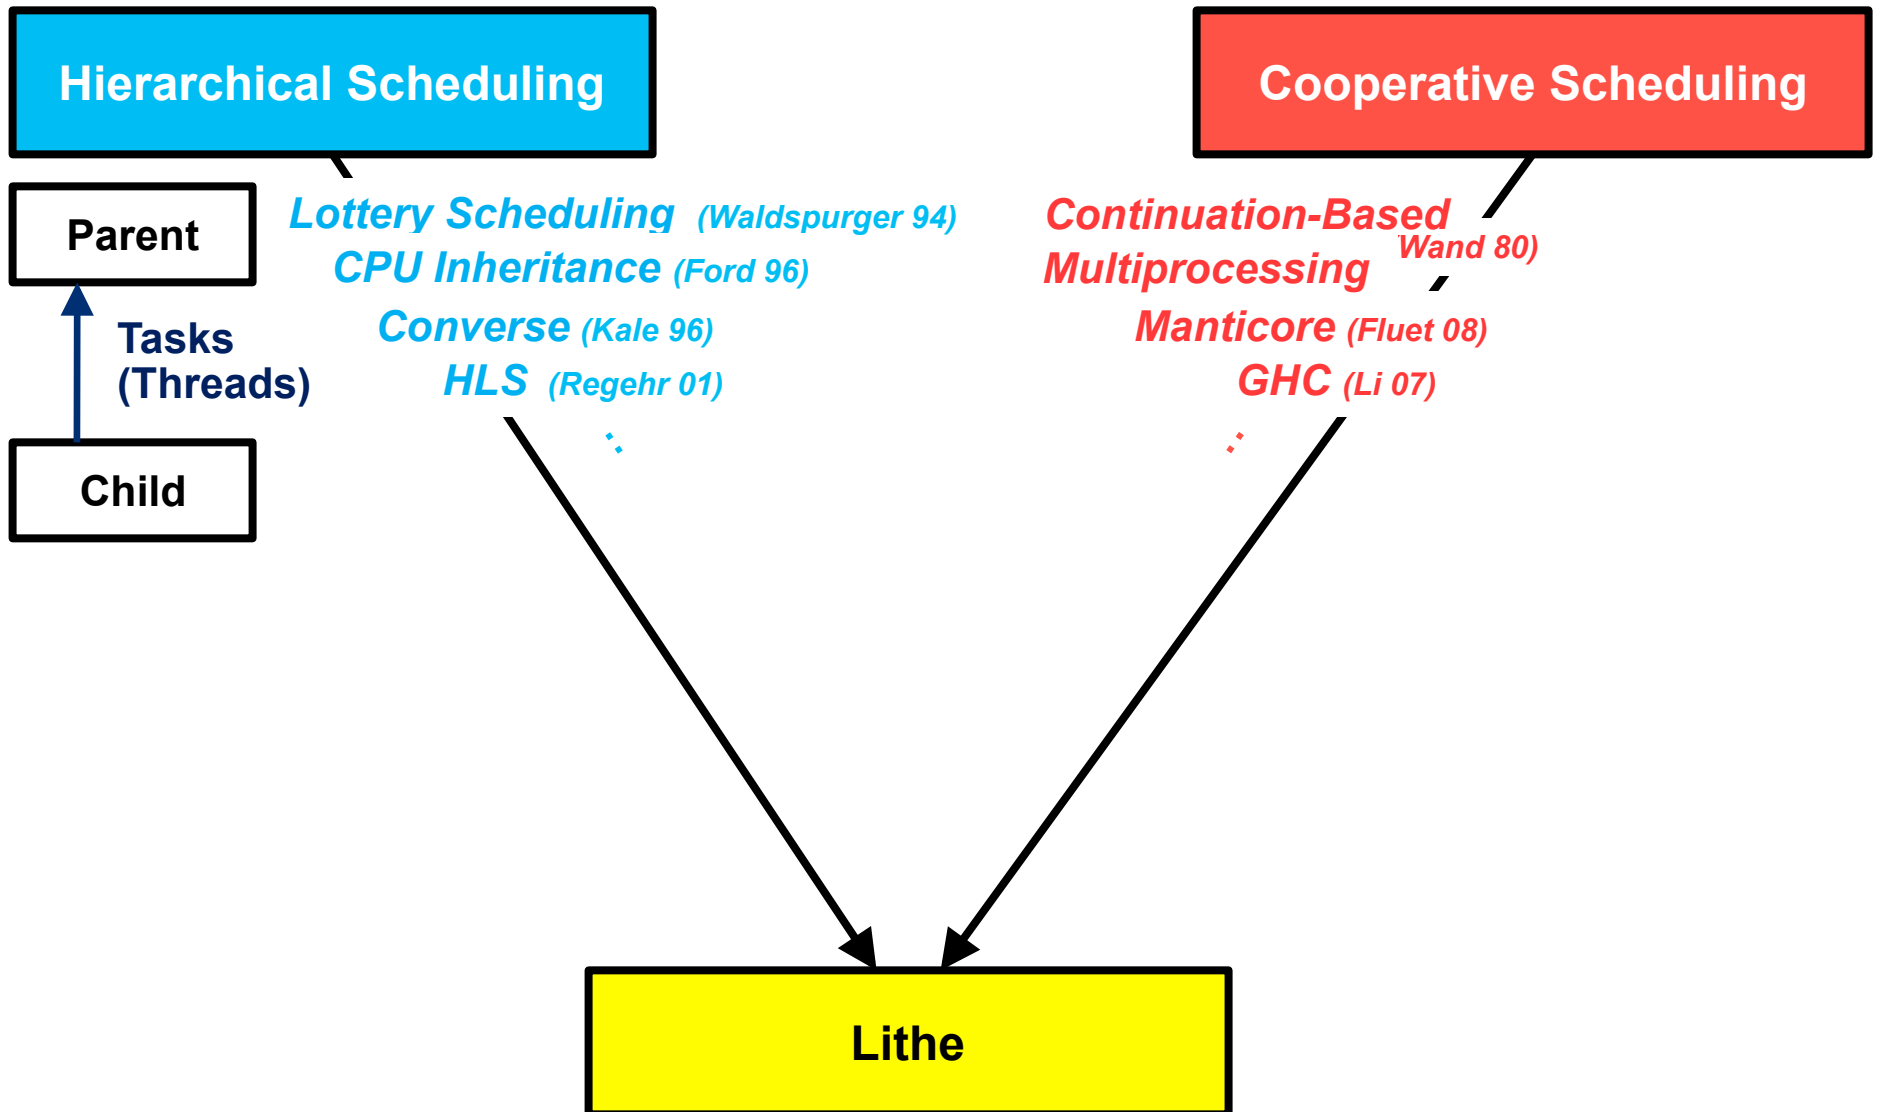 Hierarchical Scheduling
Cooperative Scheduling
Parent
Tasks
(Threads)
Child
Lottery Scheduling (Waldspurger 94)
CPU Inheritance (Ford 96)
Converse (Kale 96)
HLS (Regehr 01)
...
Continuation-Based
Multiprocessing Wand 80)
Manticore (Fluet 08)
GHC (Li 07)
...
Lithe